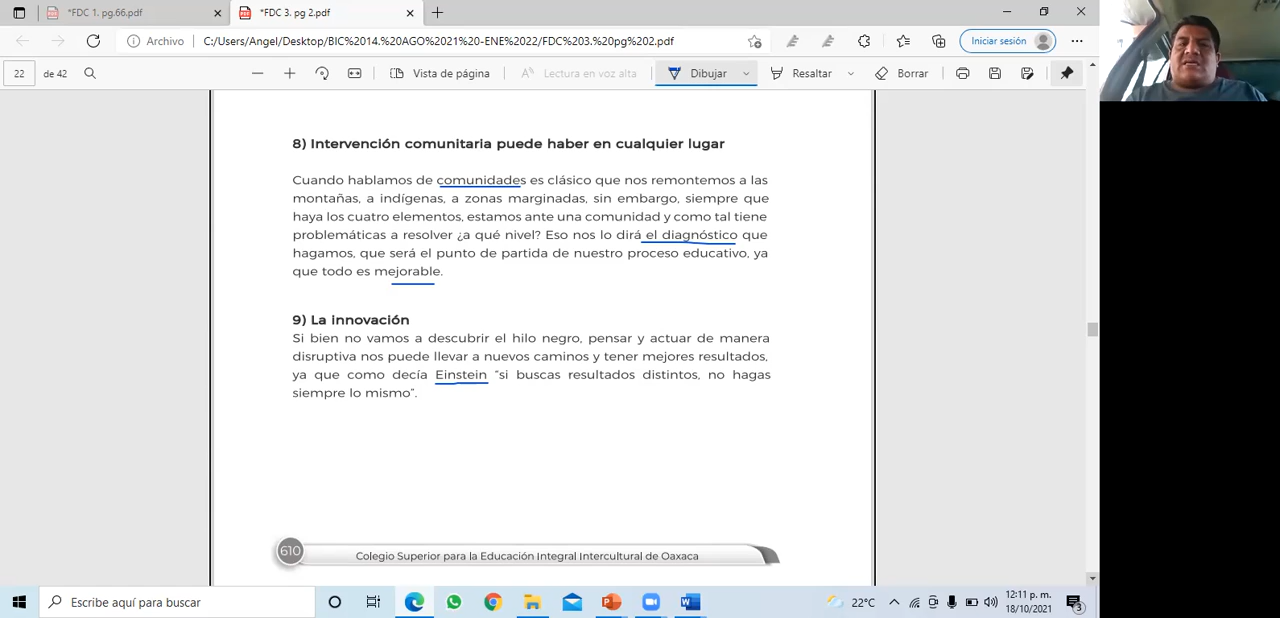 *FDC 1. pg.66.pdf
*FDC 3. pg 2.pdf
Archivo
C:/Users/Angel/Desktop/BIC%2014.%20AGO%2021%20ENE%2022/FDC%203.%20pg%202.pdf
Iniciar sesión
22 de 42
Vista de página
Lectura en voz alta
Dibujar
Resaltar
Borrar
8) Intervención comunitaria puede haber en cualquier lugar
Cuando hablamos de comunidades es clásico que nos remontemos a las
montañas, a indígenas, a zonas marginadas, sin embargo, siempre que
haya los cuatro elementos, estamos ante una comunidad y como tal tiene
problemáticas a resolver ¿a qué nivel? Eso nos lo dirá el diagnóstico que
hagamos, que será el punto de partida de nuestro proceso educativo, ya
que todo es mejorable.
9) La innovación
Si bien no vamos a descubrir el hilo negro, pensar y actuar de manera
disruptiva nos puede llevar a nuevos caminos y tener mejores resultados,
ya que como decía Einstein “si buscas resultados distintos, no hagas
siempre lo mismo”.
610
Colegio Superior para la Educación Integral Intercultural de Oaxaca
Escribe aquí para buscar
22°C
12:11 p. m.
18/10/2021
3